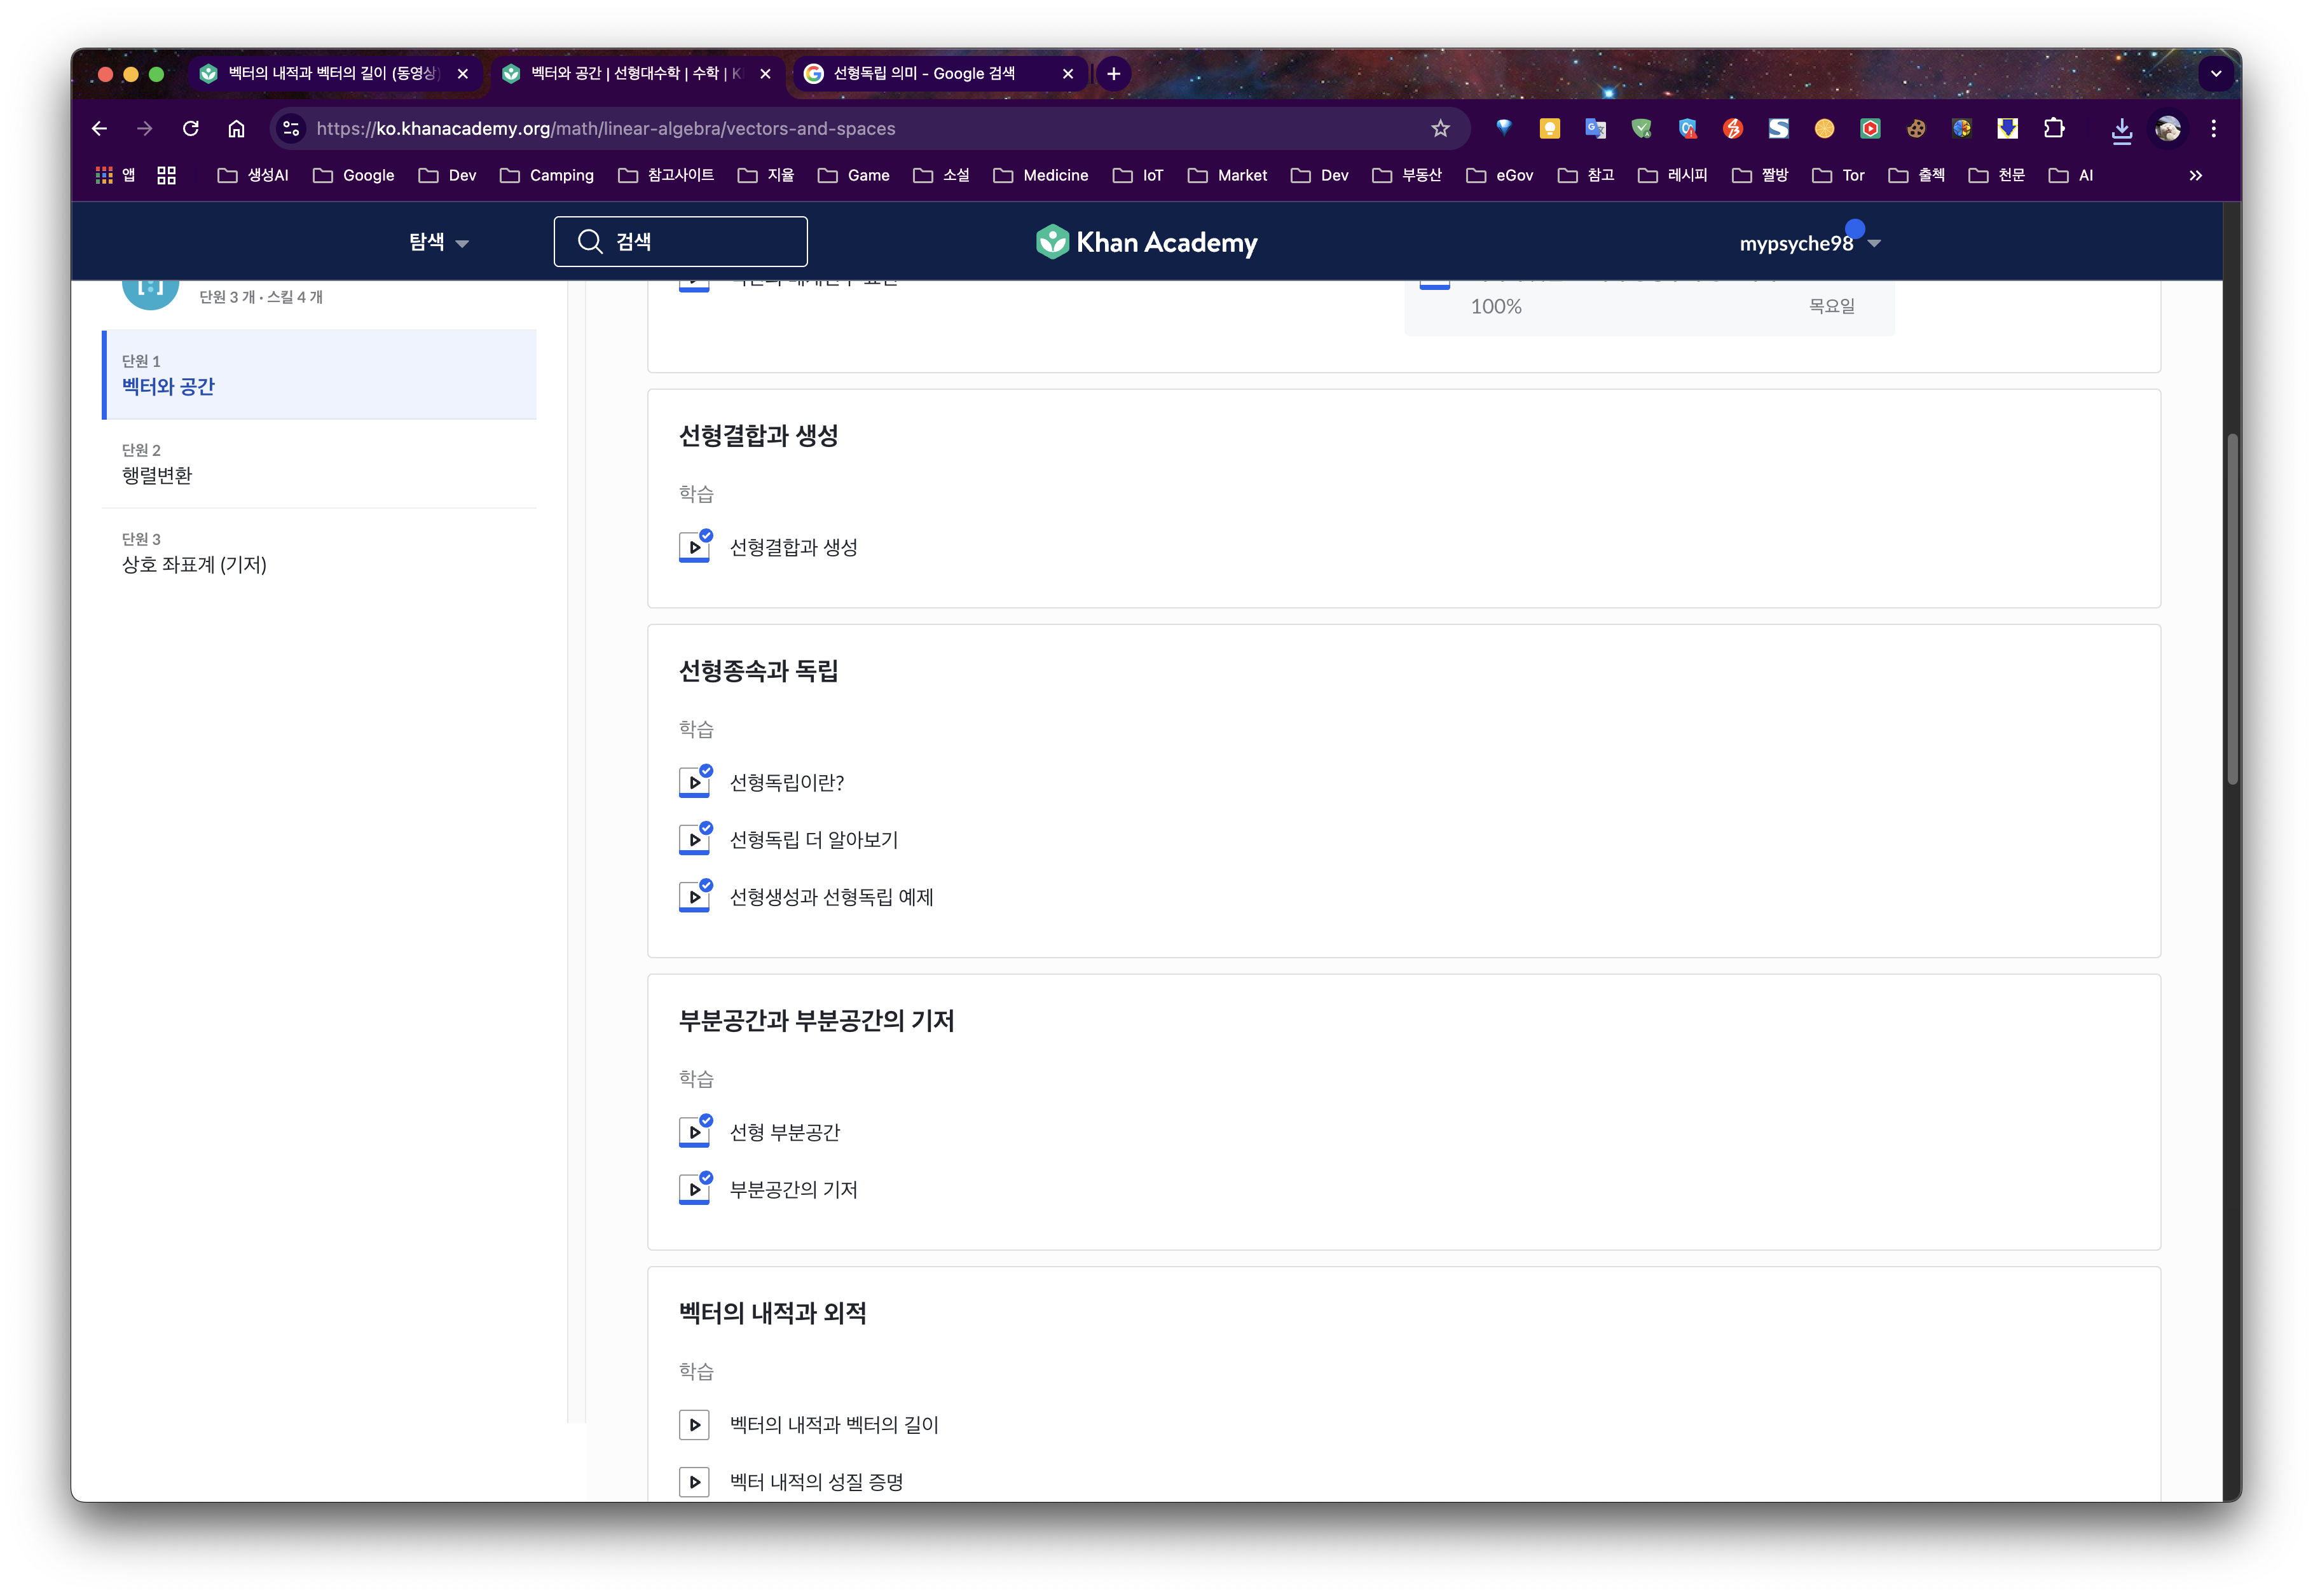 벡터의 내적과 벡터의 길이 (동영상)
벡터와 공간 | 선형대수학 | 수학 | K
선형독립 의미 - Google 검색
https://ko.khanacademy.org/math/linear-algebra/vectors-and-spaces
앱 생성AI Google Dev Camping 참고사이트 지율 Game 소설 Medicine IoT Market Dev 부동산 eGov 참고 레시피 짤방 Tor 출첵 천문 AI
탐색 검색 Khan Academy mypsyche98
단원 3 개 • 스킬 4 개
100% 목요일
단원 1
벡터와 공간
단원 2
행렬변환
단원 3
상호 좌표계 (기저)
선형결합과 생성
학습
선형결합과 생성
선형종속과 독립
학습
선형독립이란?
선형독립 더 알아보기
선형생성과 선형독립 예제
부분공간과 부분공간의 기저
학습
선형 부분공간
부분공간의 기저
벡터의 내적과 외적
학습
벡터의 내적과 벡터의 길이
벡터 내적의 성질 증명